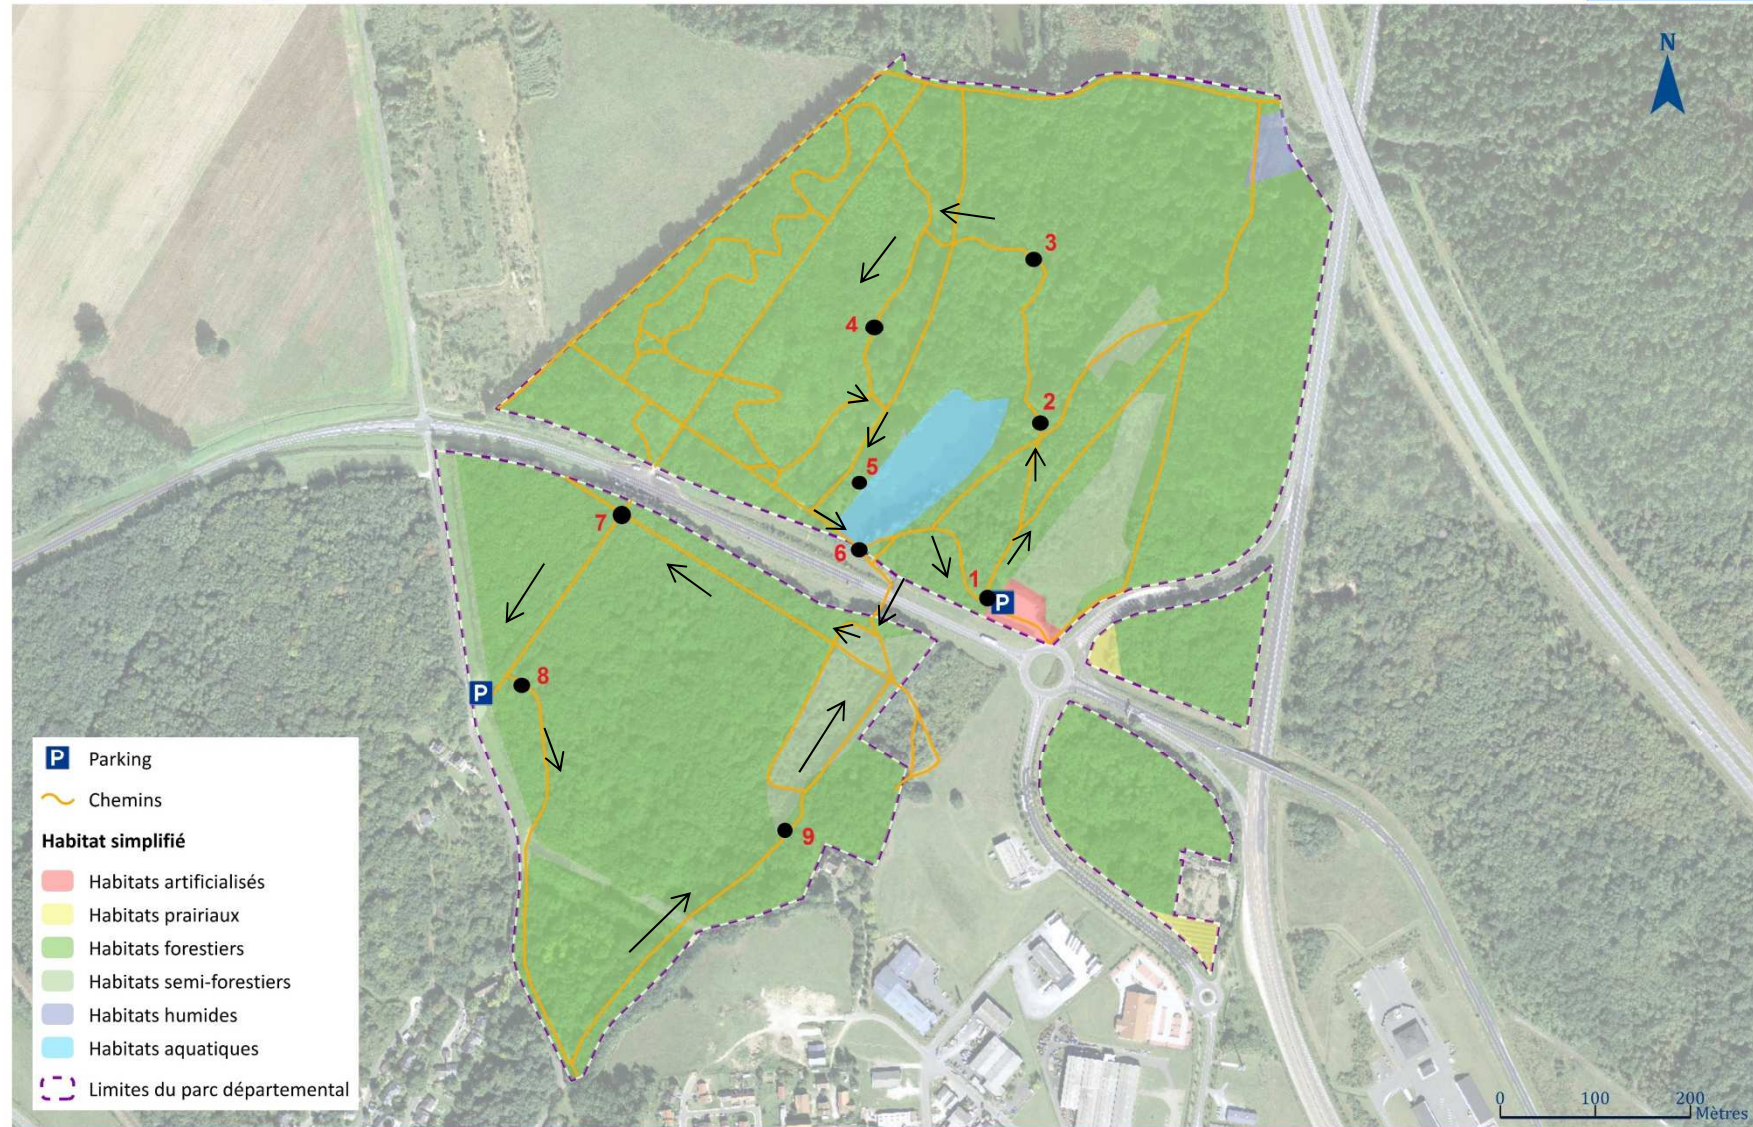 N
3
4
2
5
6
1
P
7
8
P
9
P Parking
Chemins
Habitat simplifié
Habitats artificialisés
Habitats prairiaux
Habitats forestiers
Habitats semi-forestiers
Habitats humides
Habitats aquatiques
Limites du parc départemental
0 100 200
Mètres